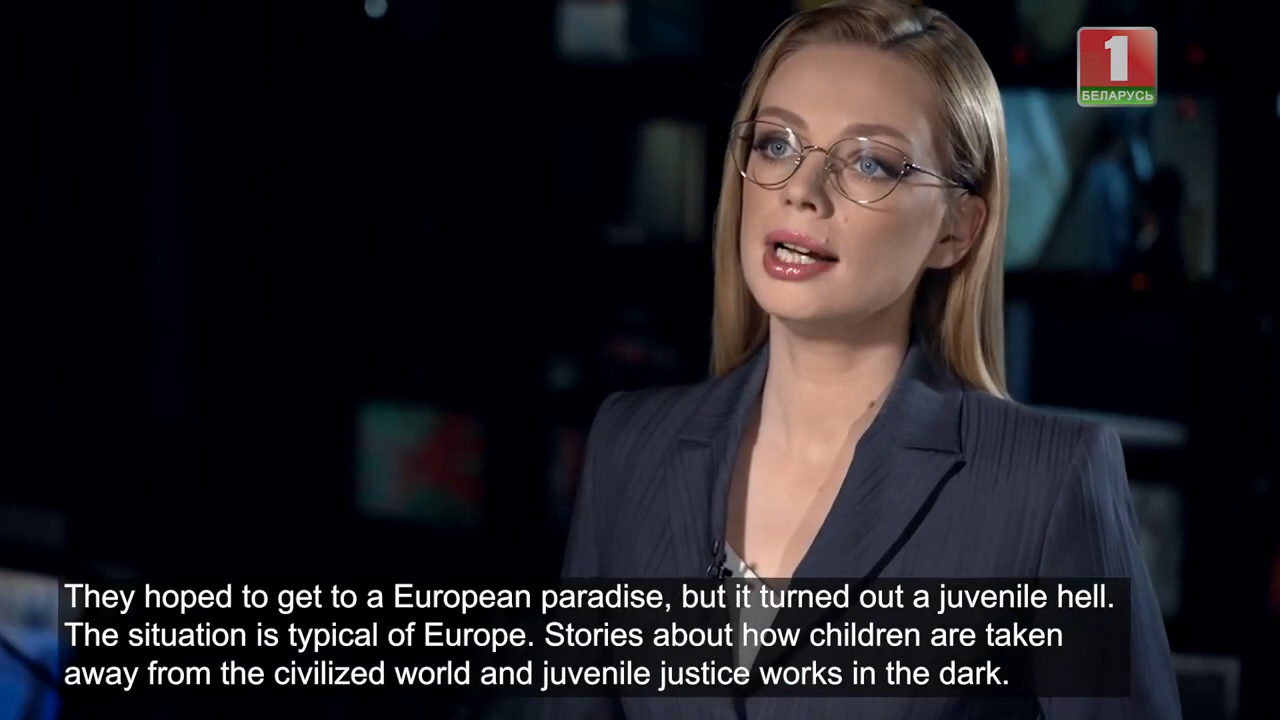 1
БЕЛАРУСЬ
They hoped to get to a European paradise, but it turned out a juvenile hell.
The situation is typical of Europe. Stories about how children are taken
away from the civilized world and juvenile justice works in the dark.